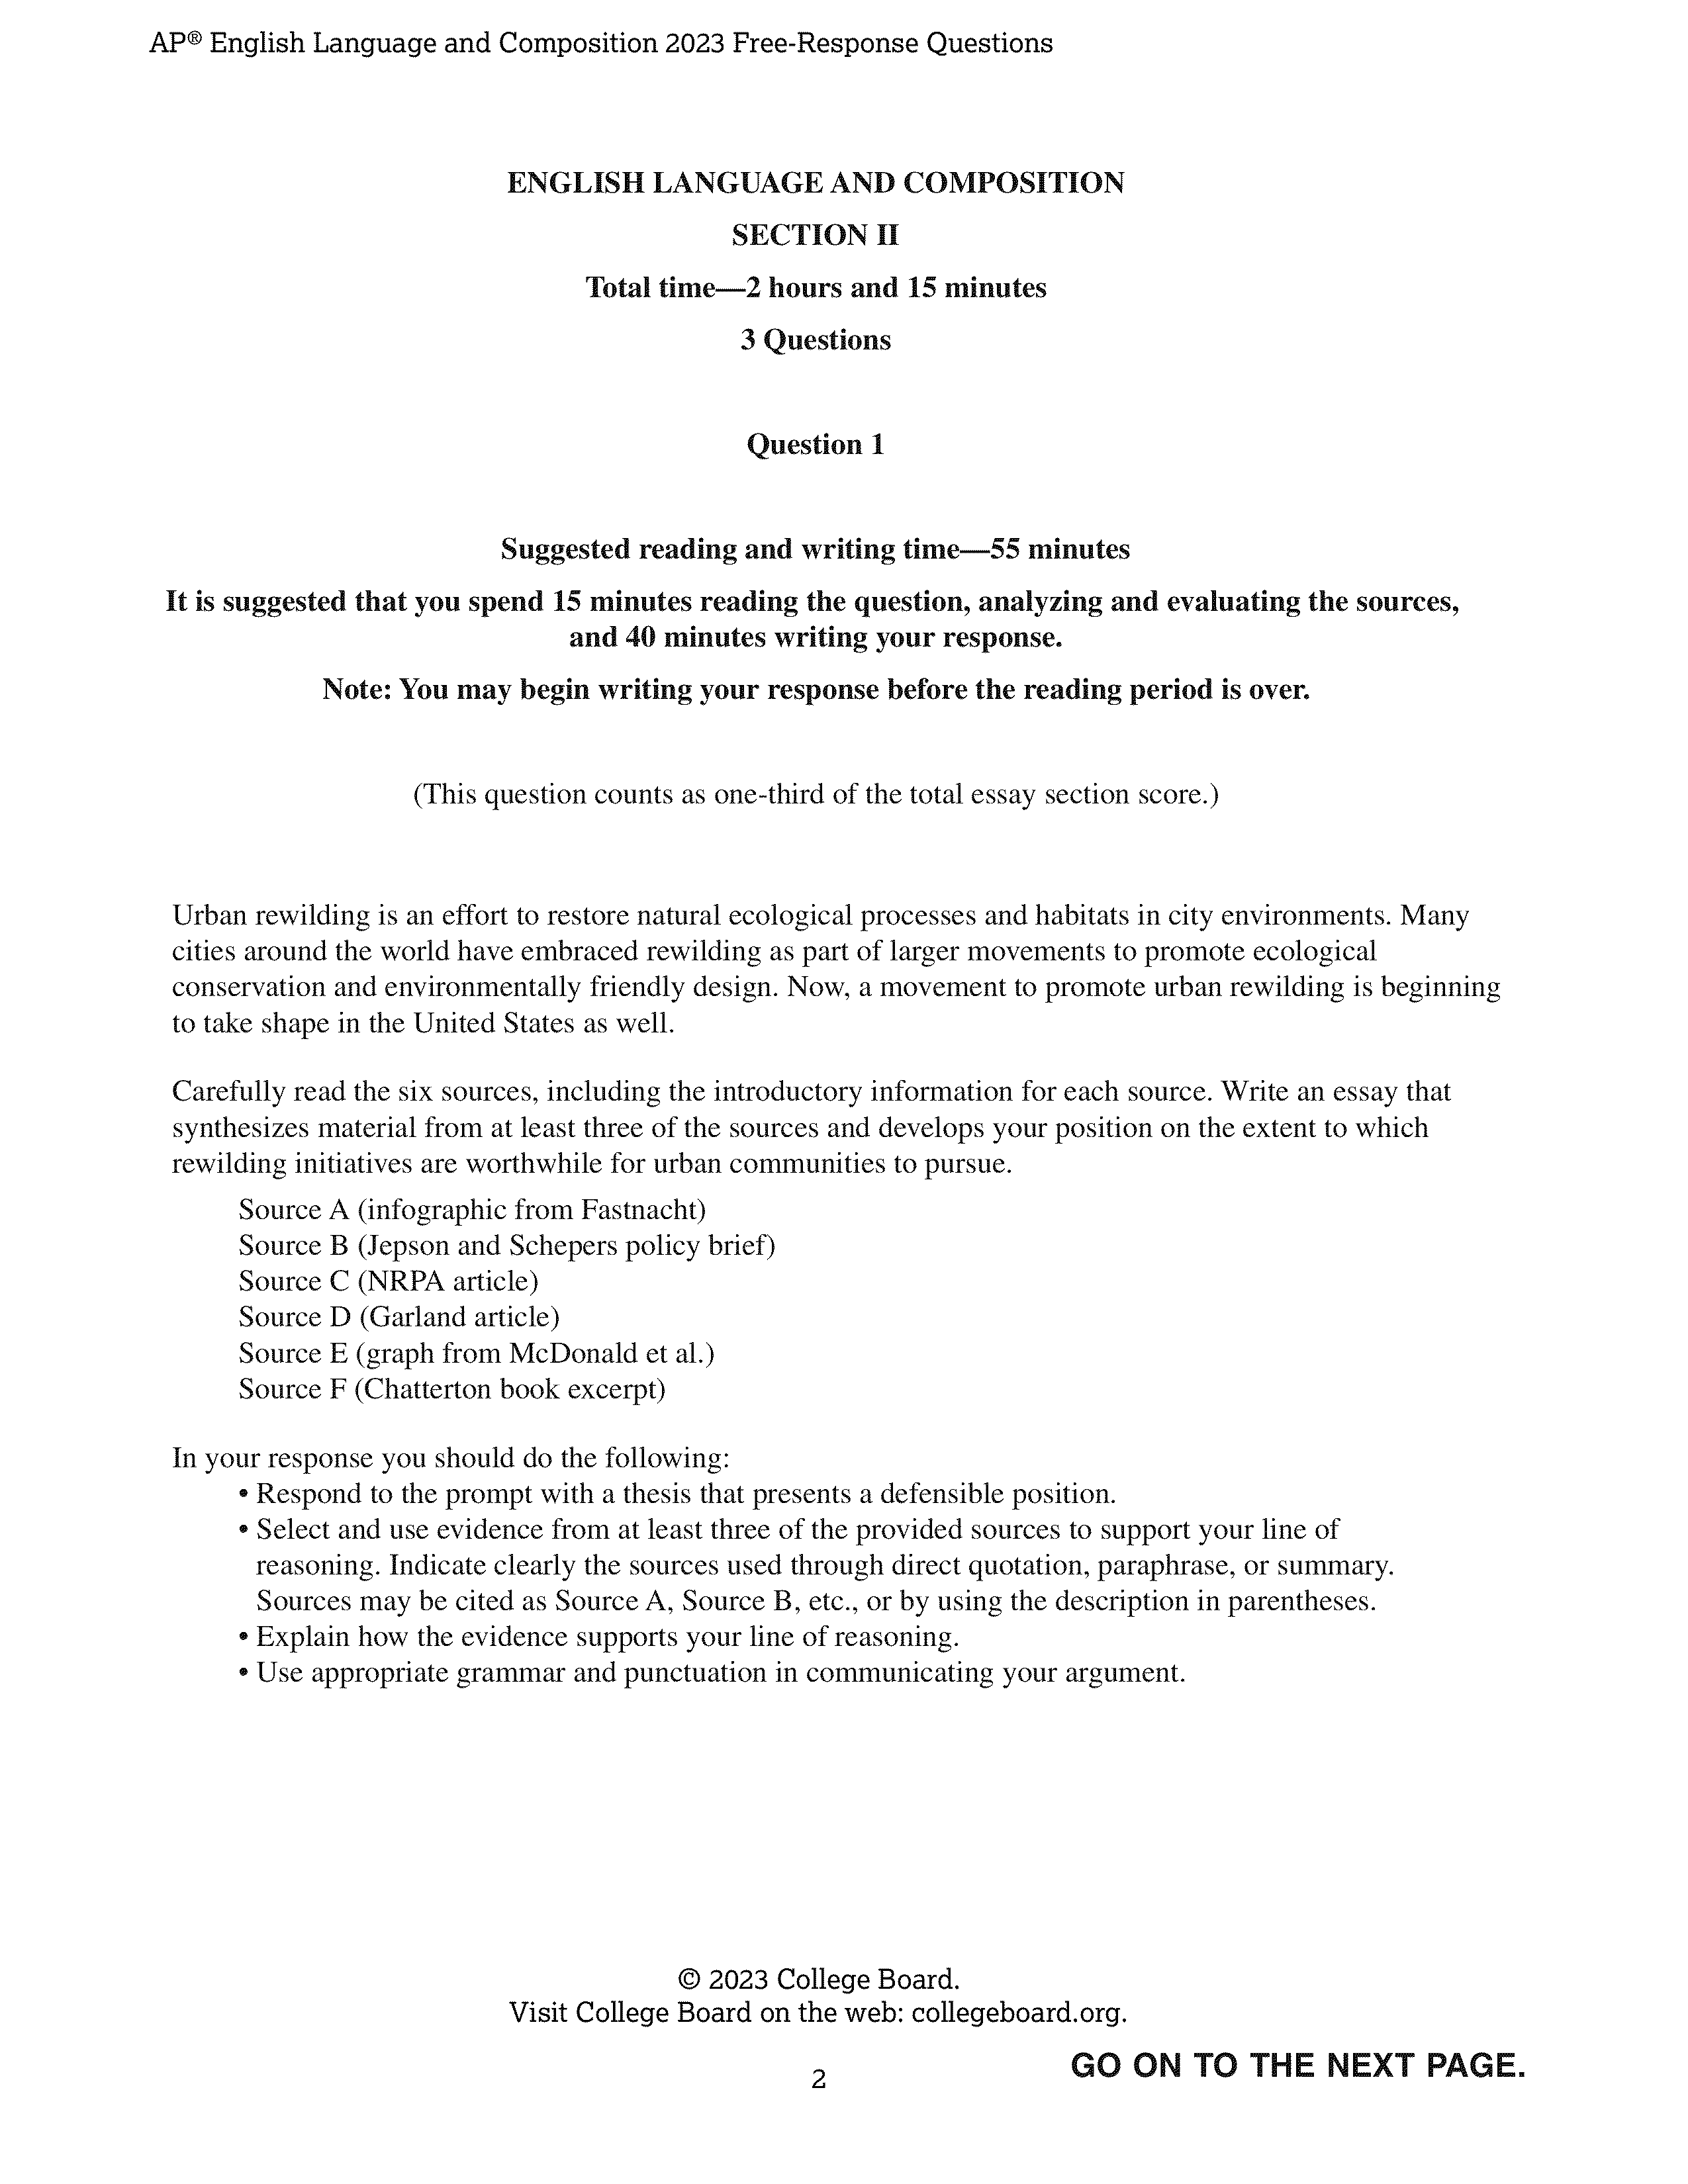 AP® English Language and Composition 2023 Free-Response Questions
ENGLISH LANGUAGE AND COMPOSITION
SECTION II
Total time—2 hours and 15 minutes
3 Questions
Question 1
Suggested reading and writing time—55 minutes
It is suggested that you spend 15 minutes reading the question, analyzing and evaluating the sources,
and 40 minutes writing your response.
Note: You may begin writing your response before the reading period is over.
(This question counts as one-third of the total essay section score.)
Urban rewilding is an effort to restore natural ecological processes and habitats in city environments. Many
cities around the world have embraced rewilding as part of larger movements to promote ecological
conservation and environmentally friendly design. Now, a movement to promote urban rewilding is beginning
to take shape in the United States as well.
Carefully read the six sources, including the introductory information for each source. Write an essay that
synthesizes material from at least three of the sources and develops your position on the extent to which
rewilding initiatives are worthwhile for urban communities to pursue.
Source A (infographic from Fastnacht)
Source B (Jepson and Schepers policy brief)
Source C (NRPA article)
Source D (Garland article)
Source E (graph from McDonald et al.)
Source F (Chatterton book excerpt)
In your response you should do the following:
• Respond to the prompt with a thesis that presents a defensible position.
• Select and use evidence from at least three of the provided sources to support your line of
reasoning. Indicate clearly the sources used through direct quotation, paraphrase, or summary.
Sources may be cited as Source A, Source B, etc., or by using the description in parentheses.
• Explain how the evidence supports your line of reasoning.
• Use appropriate grammar and punctuation in communicating your argument.
© 2023 College Board.
Visit College Board on the web: collegeboard.org.
GO ON TO THE NEXT PAGE.
2